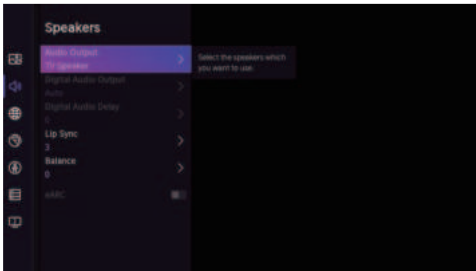 Speakers
Audio Output
TV Speaker
Select the speakers which
you want to use.
Digital Audio Output
Auto
Digital Audio Delay
0
Lip Sync
3
Balance
0
eARC